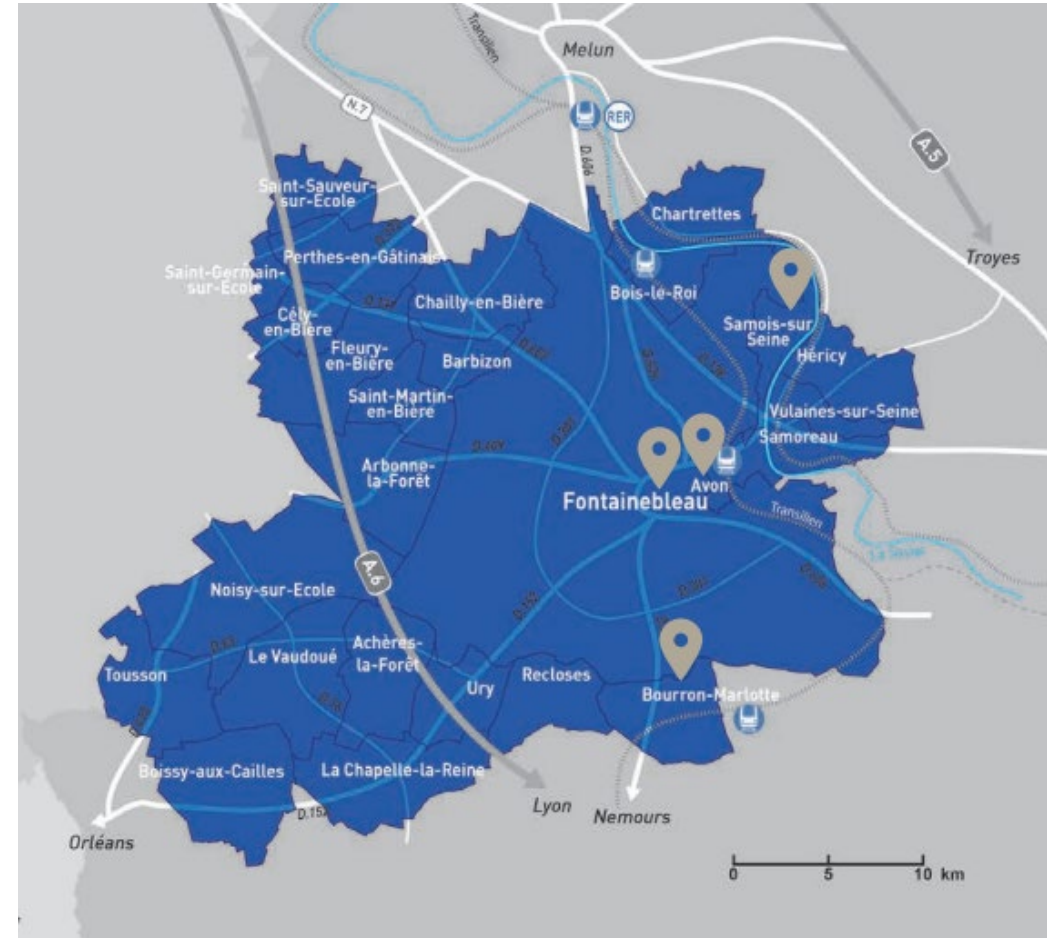 Transilien
Melun
N.7
RER
A.5
D.606
Saint-Sauveur-
sur-École
Chartrettes
Troyes
Perthes-en-Gâtinais
Saint-Germain-
sur-École
Bois-le-Roi
Chailly-en-Bière
Cély-
en-Bière
Samois-sur
Seine
Héricy
Fleury-
en-Bière
Barbizon
Saint-Martin-
en-Bière
Vulaines-sur-Seine
Samoreau
Arbonne-
la-Forêt
Avon
Fontainebleau
Transilien
La Seine
A.6
Noisy-sur-Ecole
D.152
Achères-
la-Forêt
Le Vaudoué
Tousson
Ury
Recloses
Bourron-Marlotte
Boissy-aux-Cailles
La Chapelle-la-Reine
D.152
Lyon
Nemours
Orléans
0 5 10 km